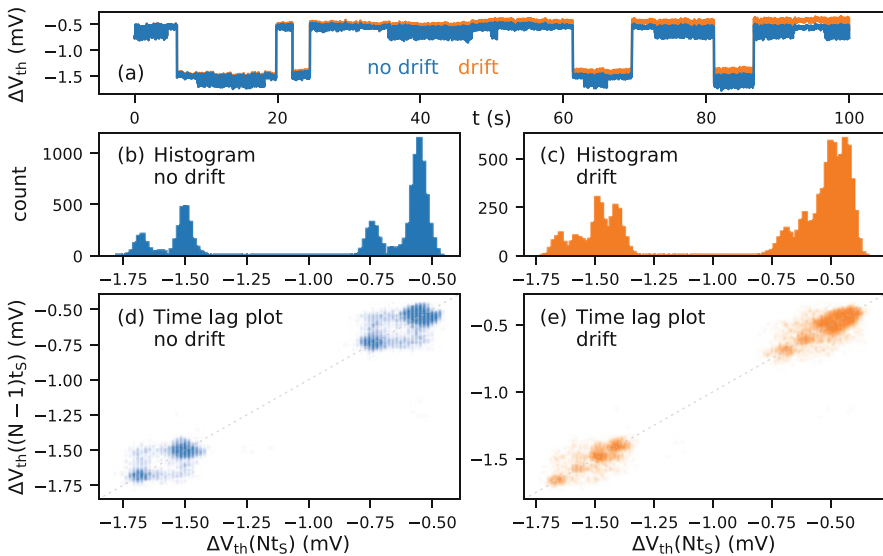 ΔV_th (mV)
−0.5
−1.0
−1.5
(a)
no drift drift
0 20 40 t (s) 60 80 100
(b) Histogram
no drift
count
1000
500
0
−1.75 −1.50 −1.25 −1.00 −0.75 −0.50
(c) Histogram
drift
500
250
0
−1.75 −1.50 −1.25 −1.00 −0.75 −0.50
(d) Time lag plot
no drift
ΔV_th((N − 1)t_S) (mV)
−0.50
−0.75
−1.00
−1.25
−1.50
−1.75
−1.75 −1.50 −1.25 −1.00 −0.75 −0.50
ΔV_th(Nt_S) (mV)
(e) Time lag plot
drift
−0.5
−1.0
−1.5
−1.75 −1.50 −1.25 −1.00 −0.75 −0.50
ΔV_th(Nt_S) (mV)